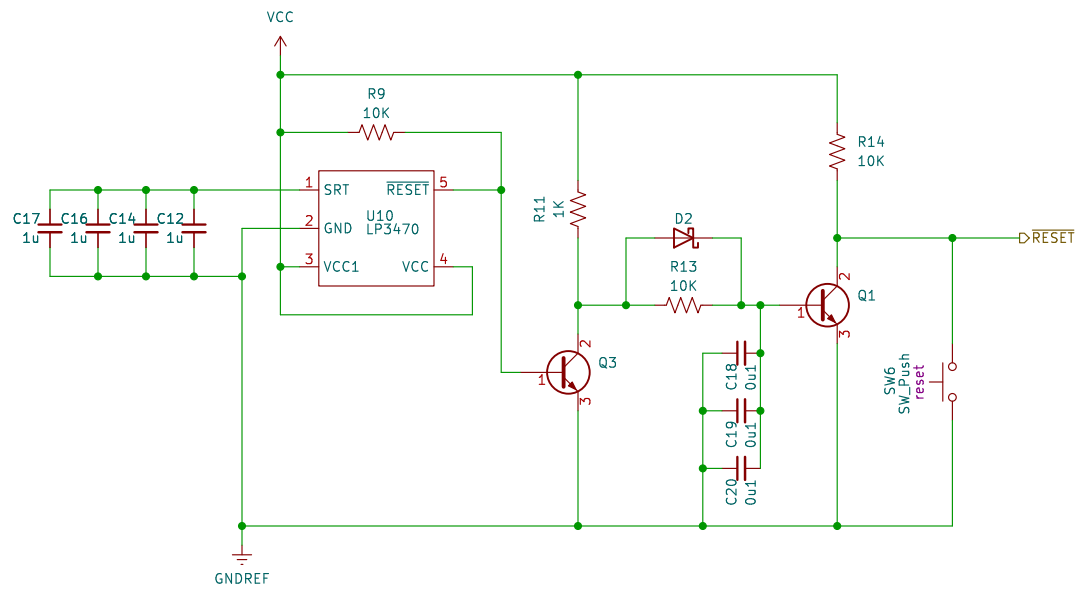 VCC
R9
10K
R14
10K
1
SRT
RESET
5
C17
1u
C16
1u
C14
1u
C12
1u
2
GND
U10
LP3470
R11
1K
D2
RESET
3
VCC1
VCC
4
R13
10K
2
Q1
1
3
2
Q3
1
3
C18
0u1
C19
0u1
C20
0u1
SW6
SW_Push
reset
GNDREF